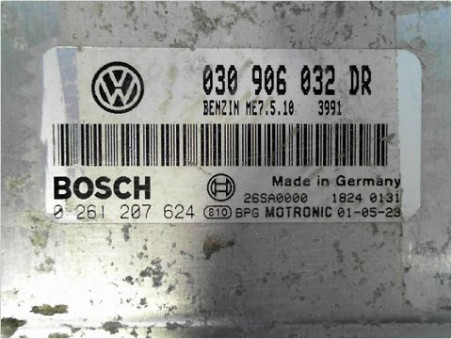 030 906 032 DR
BENZIN ME7.5.10 3991
BOSCH Made in Germany
26SA0000 1824 0131
0 261 207 624 810 BPG MOTRONIC 01-05-23